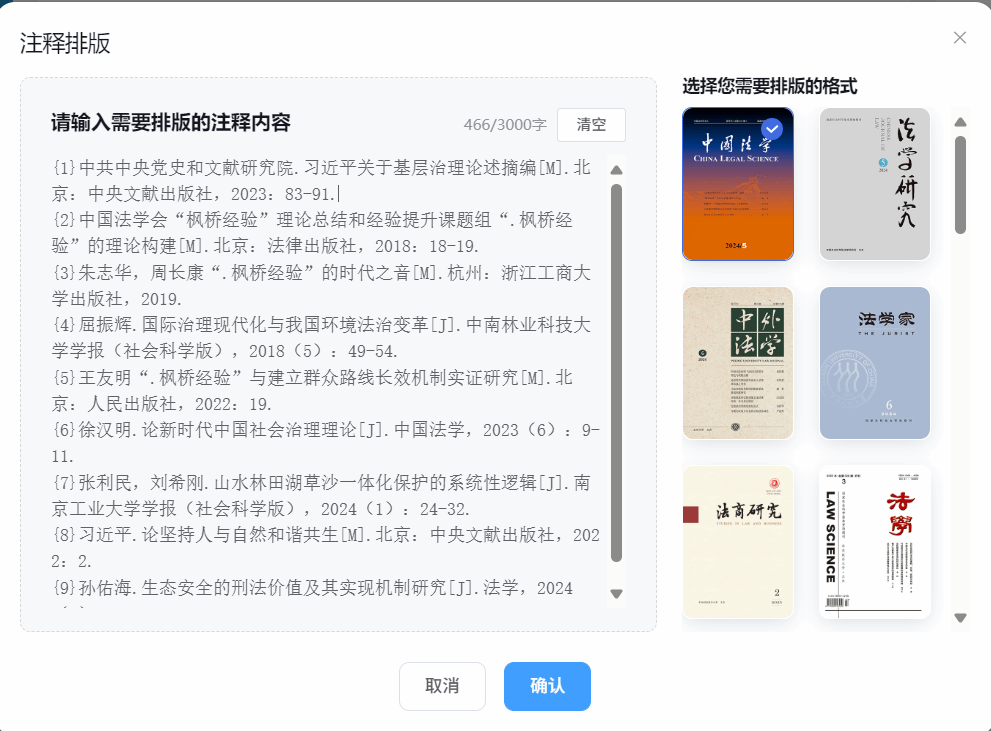 注释排版
请输入需要排版的注释内容
466/3000字
清空
{1}中共中央党史和文献研究院.习近平关于基层治理论述摘编[M].北
京：中央文献出版社，2023：83-91.
{2}中国法学会“枫桥经验”理论总结和经验提升课题组“.枫桥经
验”的理论构建[M].北京：法律出版社，2018：18-19.
{3}朱志华，周长康“.枫桥经验”的时代之音[M].杭州：浙江工商大
学出版社，2019.
{4}屈振辉.国际治理现代化与我国环境法治变革[J].中南林业科技大
学学报（社会科学版），2018（5）：49-54.
{5}王友明“.枫桥经验”与建立群众路线长效机制实证研究[M].北
京：人民出版社，2022：19.
{6}徐汉明.论新时代中国社会治理理论[J].中国法学，2023（6）：9-
11.
{7}张利民，刘希刚.山水林田湖草沙一体化保护的系统性逻辑[J].南
京工业大学学报（社会科学版），2024（1）：24-32.
{8}习近平.论坚持人与自然和谐共生[M].北京：中央文献出版社，202
2：2.
{9}孙佑海.生态安全的刑法价值及其实现机制研究[J].法学，2024
选择您需要排版的格式
中国法学
CHINA LEGAL SCIENCE
2024/5
法学研究
5
2024
中外
法学
6
2024
法学家
THE JURIST
6
法商研究
2
3
法學
LAW SCIENCE
取消
确认